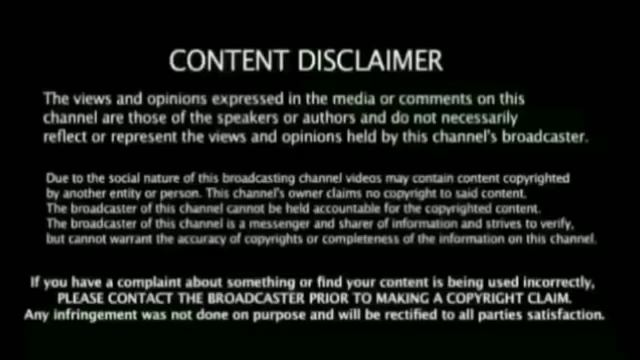 CONTENT DISCLAIMER
The views and opinions expressed in the media or comments on this
channel are those of the speakers or authors and do not necessarily
reflect or represent the views and opinions held by this channel's broadcaster.
Due to the social nature of this broadcasting channel videos may contain content copyrighted
by another entity or person. This channel's owner claims no copyright to said content.
The broadcaster of this channel cannot be held accountable for the copyrighted content.
The broadcaster of this channel is a messenger and sharer of information and strives to verify,
but cannot warrant the accuracy of copyrights or completeness of the information on this channel.
If you have a complaint about something or find your content is being used incorrectly,
PLEASE CONTACT THE BROADCASTER PRIOR TO MAKING A COPYRIGHT CLAIM.
Any infringement was not done on purpose and will be rectified to all parties satisfaction.